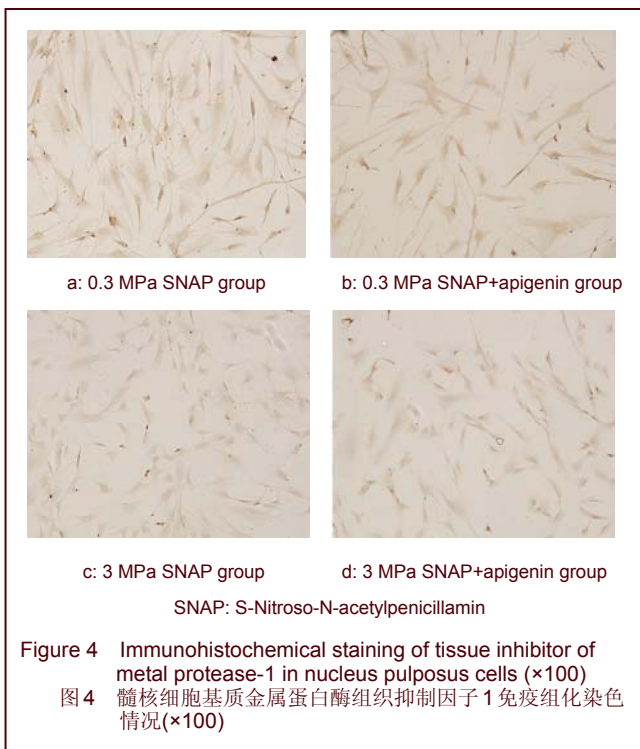 a: 0.3 MPa SNAP group
b: 0.3 MPa SNAP+apigenin group
c: 3 MPa SNAP group
d: 3 MPa SNAP+apigenin group
SNAP: S-Nitroso-N-acetylpenicillamin
Figure 4 Immunohistochemical staining of tissue inhibitor of
metal protease-1 in nucleus pulposus cells (×100)
图4 髓核细胞基质金属蛋白酶组织抑制因子1免疫组化染色
情况(×100)